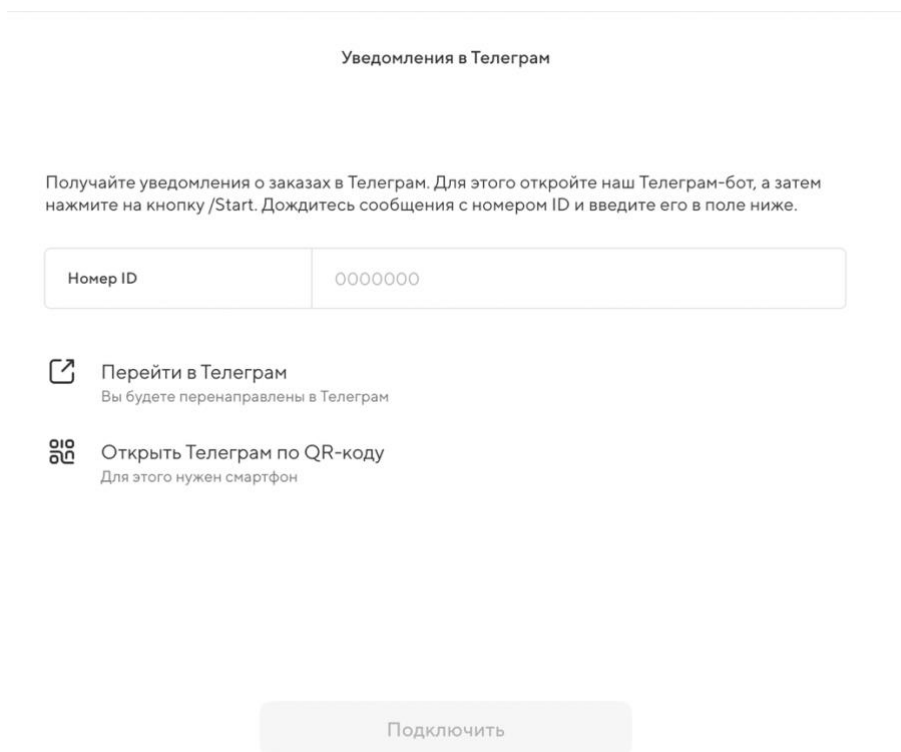 Уведомления в Телеграм
Получайте уведомления о заказах в Телеграм. Для этого откройте наш Телеграм-бот, а затем
нажмите на кнопку /Start. Дождитесь сообщения с номером ID и введите его в поле ниже.
Номер ID 0000000
Перейти в Телеграм
Вы будете перенаправлены в Телеграм
Открыть Телеграм по QR-коду
Для этого нужен смартфон
Подключить